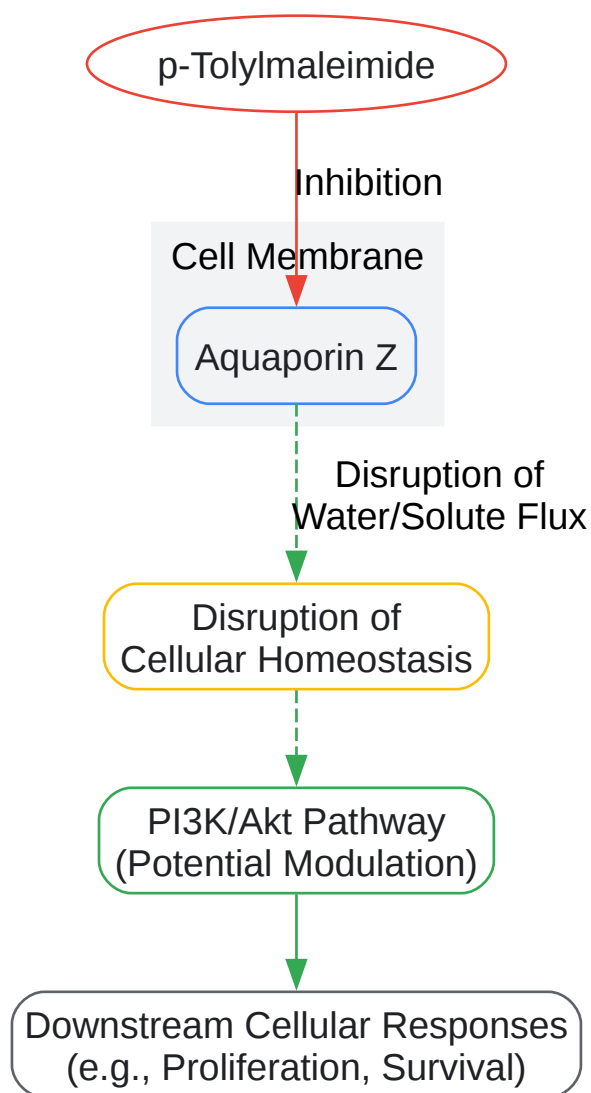 p-Tolylmaleimide
Inhibition
Cell Membrane
Aquaporin Z
Disruption of
Water/Solute Flux
Disruption of
Cellular Homeostasis
PI3K/Akt Pathway
(Potential Modulation)
Downstream Cellular Responses
(e.g., Proliferation, Survival)